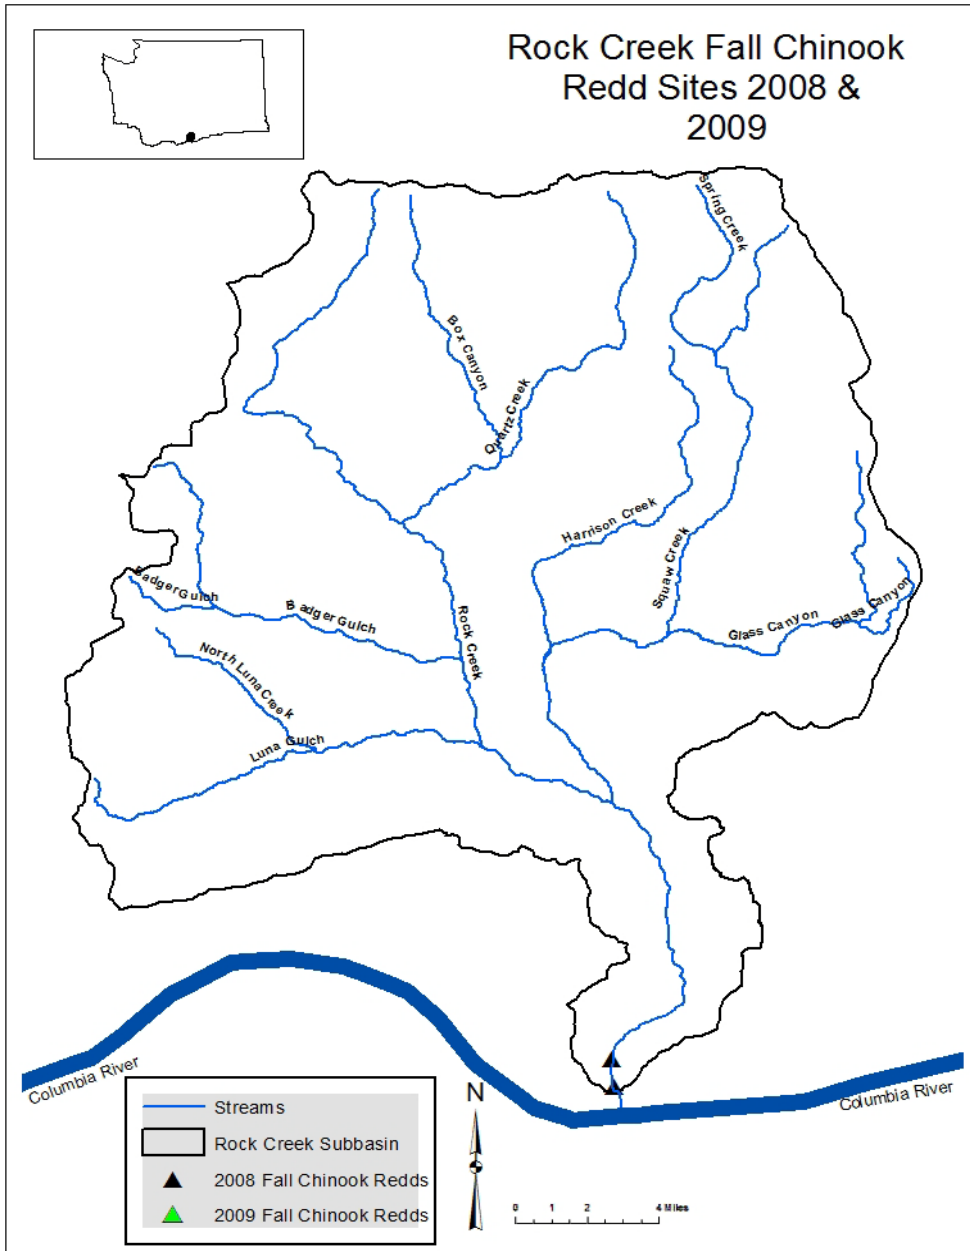 Rock Creek Fall Chinook
Redd Sites 2008 &
2009
Spring Creek
Box Canyon
Quartz Creek
Harrison Creek
Squaw Creek
Badger Gulch
Badger Gulch
Rock Creek
Glass Canyon
Glass Canyon
North Luna Creek
Luna Gulch
Columbia River
Columbia River
N
Streams
Rock Creek Subbasin
2008 Fall Chinook Redds
2009 Fall Chinook Redds
0 1 2 4 Miles